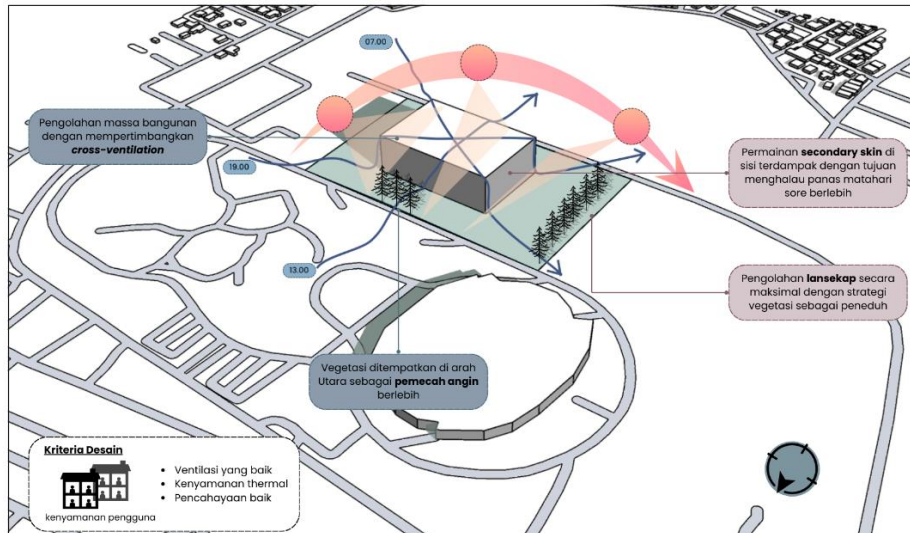 07.00
Pengolahan massa bangunan
dengan mempertimbangkan
cross-ventilation
19.00
Permainan secondary skin di
sisi terdampak dengan tujuan
menghalau panas matahari
sore berlebih
13.00
Pengolahan lansekap secara
maksimal dengan strategi
vegetasi sebagai peneduh
Vegetasi ditempatkan di arah
Utara sebagai pemecah angin
berlebih
Kriteria Desain
• Ventilasi yang baik
• Kenyamanan thermal
• Pencahayaan baik
kenyamanan pengguna